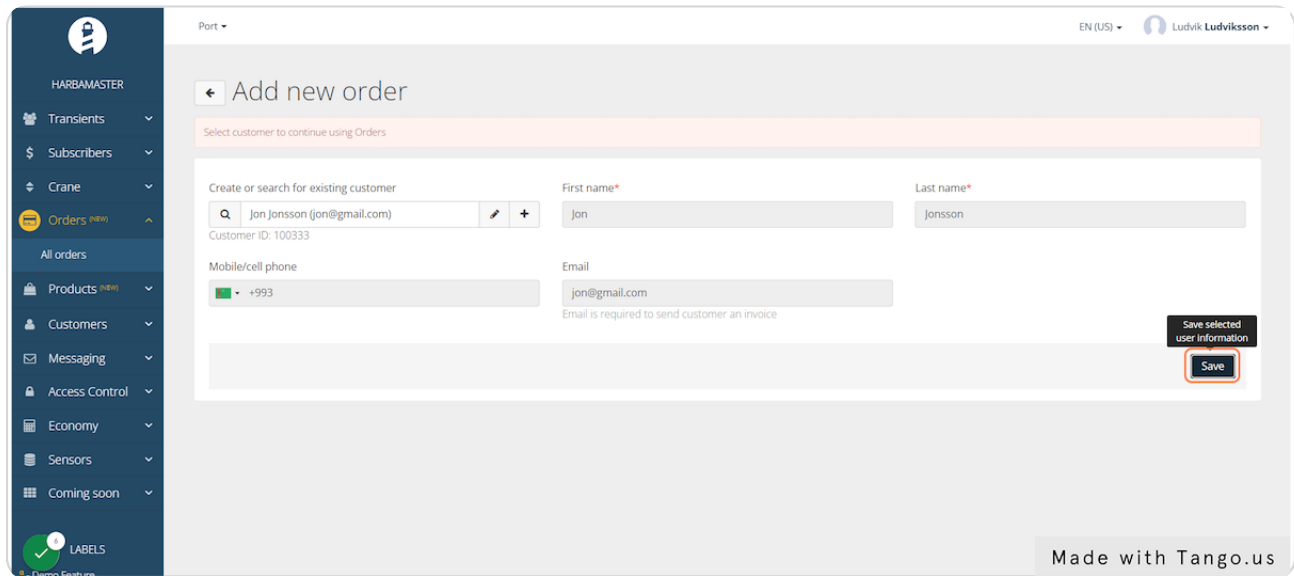 Port
EN (US)
Ludvik Ludviksson
HARBAMASTER
Transients
Subscribers
Crane
Orders (NEW)
All orders
Products (NEW)
Customers
Messaging
Access Control
Economy
Sensors
Coming soon
6
LABELS
- Demo Feature
Add new order
Select customer to continue using Orders
Create or search for existing customer
Jon Jonsson (jon@gmail.com)
Customer ID: 100333
First name*
Jon
Last name*
Jonsson
Mobile/cell phone
+993
Email
jon@gmail.com
Email is required to send customer an invoice
Save selected
user information
Save
Made with Tango.us